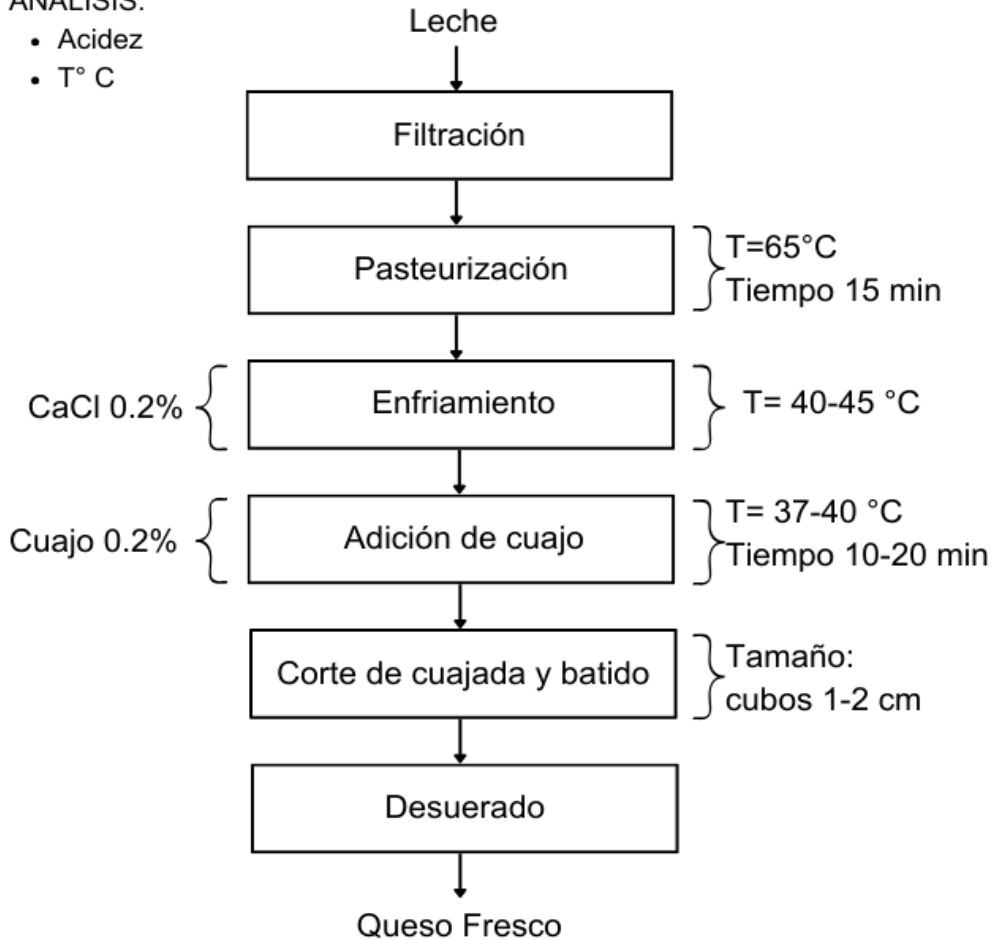 ANÁLISIS:
• Acidez
• T° C
Leche
Filtración
Pasteurización
T=65°C
Tiempo 15 min
CaCl 0.2%
Enfriamiento
T= 40-45 °C
Cuajo 0.2%
Adición de cuajo
T= 37-40 °C
Tiempo 10-20 min
Corte de cuajada y batido
Tamaño:
cubos 1-2 cm
Desuerado
Queso Fresco